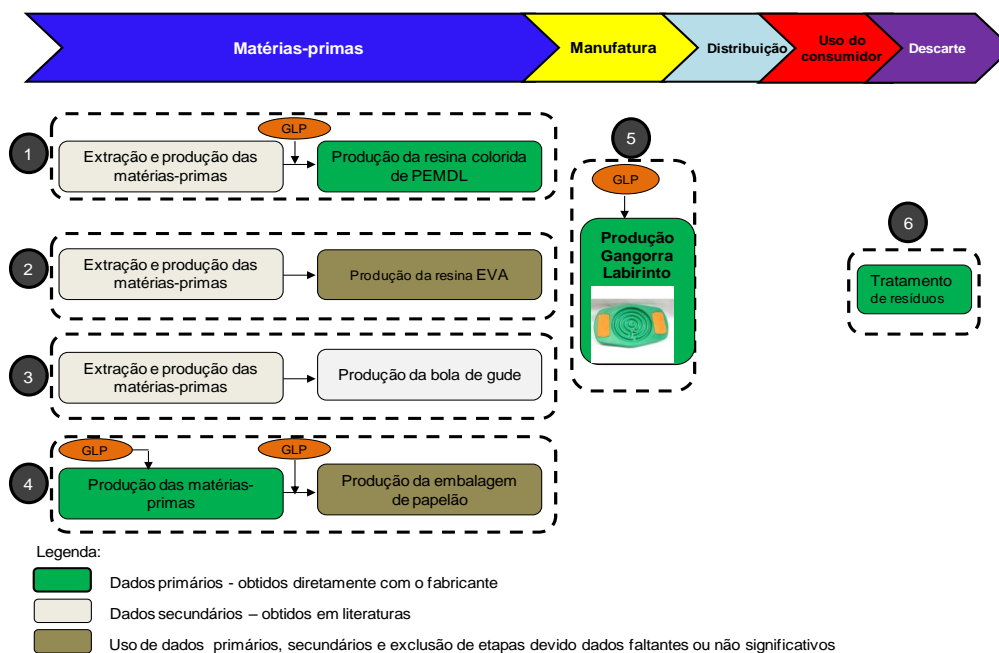 Matérias-primas
Manufatura
Distribuição
Uso do
consumidor
Descarte
1
GLP
Extração e produção das
matérias-primas
Produção da resina colorida
de PEMDL
2
Extração e produção das
matérias-primas
Produção da resina EVA
3
Extração e produção das
matérias-primas
Produção da bola de gude
4
GLP
GLP
Produção das matérias-
primas
Produção da embalagem
de papelão
5
GLP
Produção
Gangorra
Labirinto
6
Tratamento
de resíduos
Legenda:
Dados primários - obtidos diretamente com o fabricante
Dados secundários – obtidos em literaturas
Uso de dados primários, secundários e exclusão de etapas devido dados faltantes ou não significativos